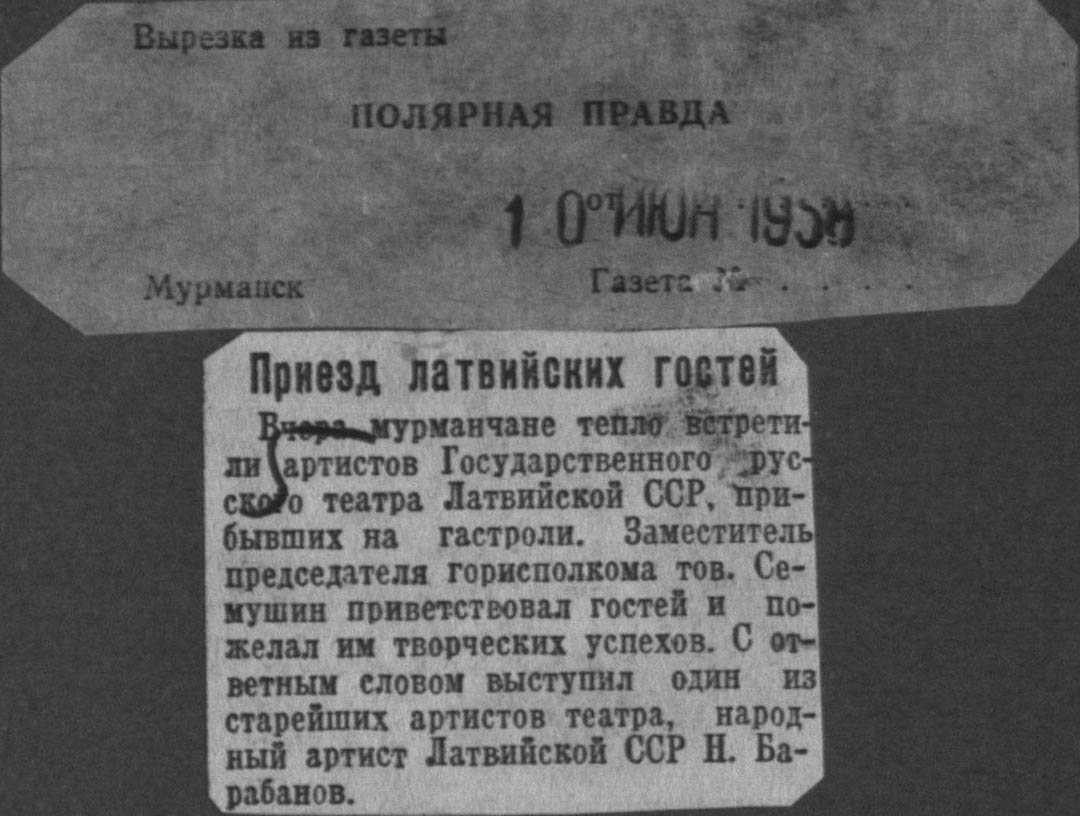 Вырезка из газеты
ПОЛЯРНАЯ ПРАВДА
от
10 ИЮН 1958
Мурманск Газета № . . . . .
Приезд латвийских гостей
Вчера мурманчане тепло встрети-
ли артистов Государственного рус-
ского театра Латвийской ССР, при-
бывших на гастроли. Заместитель
председателя горисполкома тов. Се-
мушин приветствовал гостей и по-
желал им творческих успехов. С от-
ветным словом выступил один из
старейших артистов театра, народ-
ный артист Латвийской ССР Н. Ба-
рабанов.